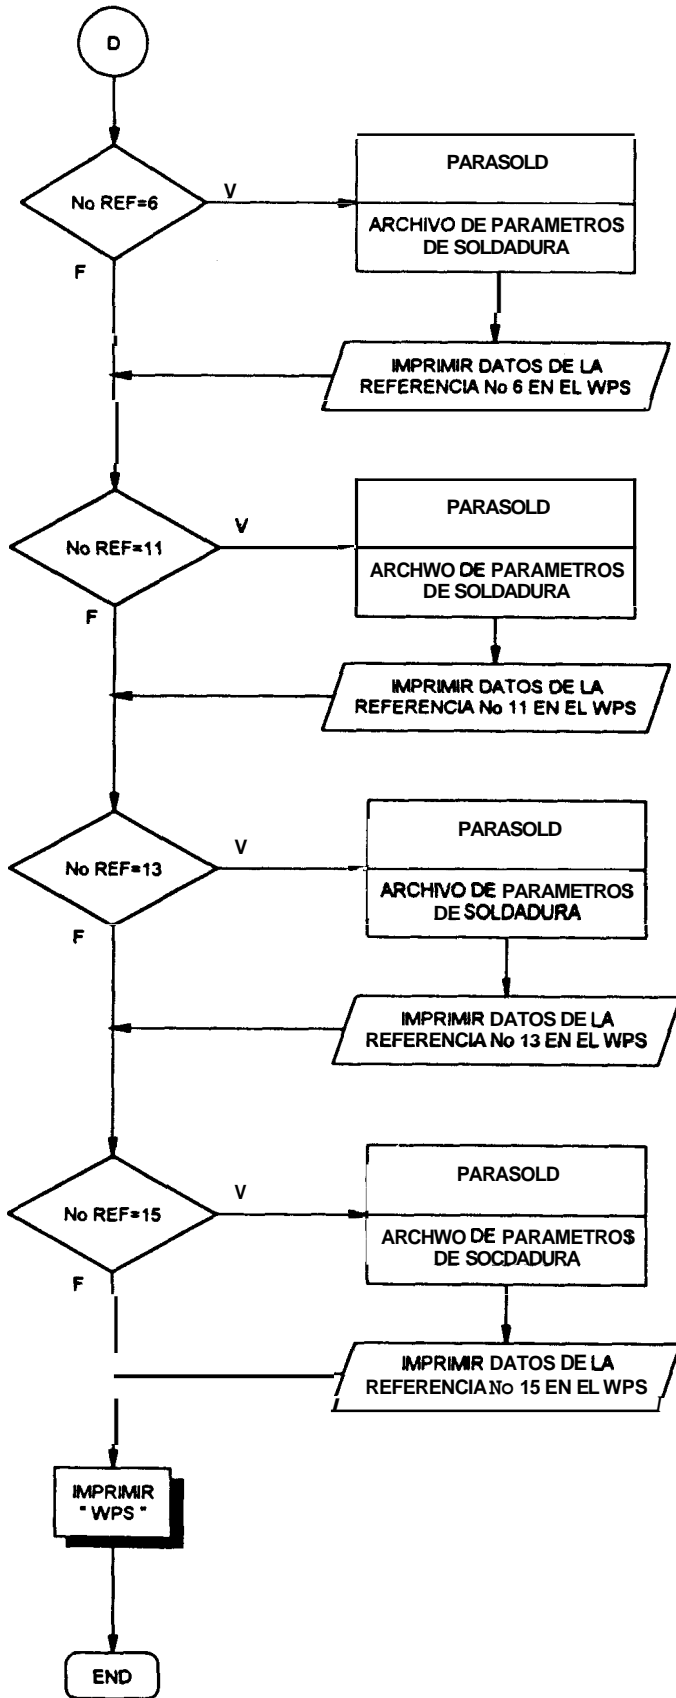 D
No REF=6
V
F
PARASOLD
ARCHIVO DE PARAMETROS
DE SOLDADURA
IMPRIMIR DATOS DE LA
REFERENCIA No 6 EN EL WPS
No REF=11
V
F
PARASOLD
ARCHWO DE PARAMETROS
DE SOLDADURA
IMPRIMIR DATOS DE LA
REFERENCIA No 11 EN EL WPS
No REF=13
V
F
PARASOLD
ARCHIVO DE PARAMETROS
DE SOLDADURA
IMPRIMIR DATOS DE LA
REFERENCIA No 13 EN EL WPS
No REF=15
V
F
PARASOLD
ARCHWO DE PARAMETROS
DE SOCDADURA
IMPRIMIR DATOS DE LA
REFERENCIA No 15 EN EL WPS
IMPRIMIR
" WPS "
END